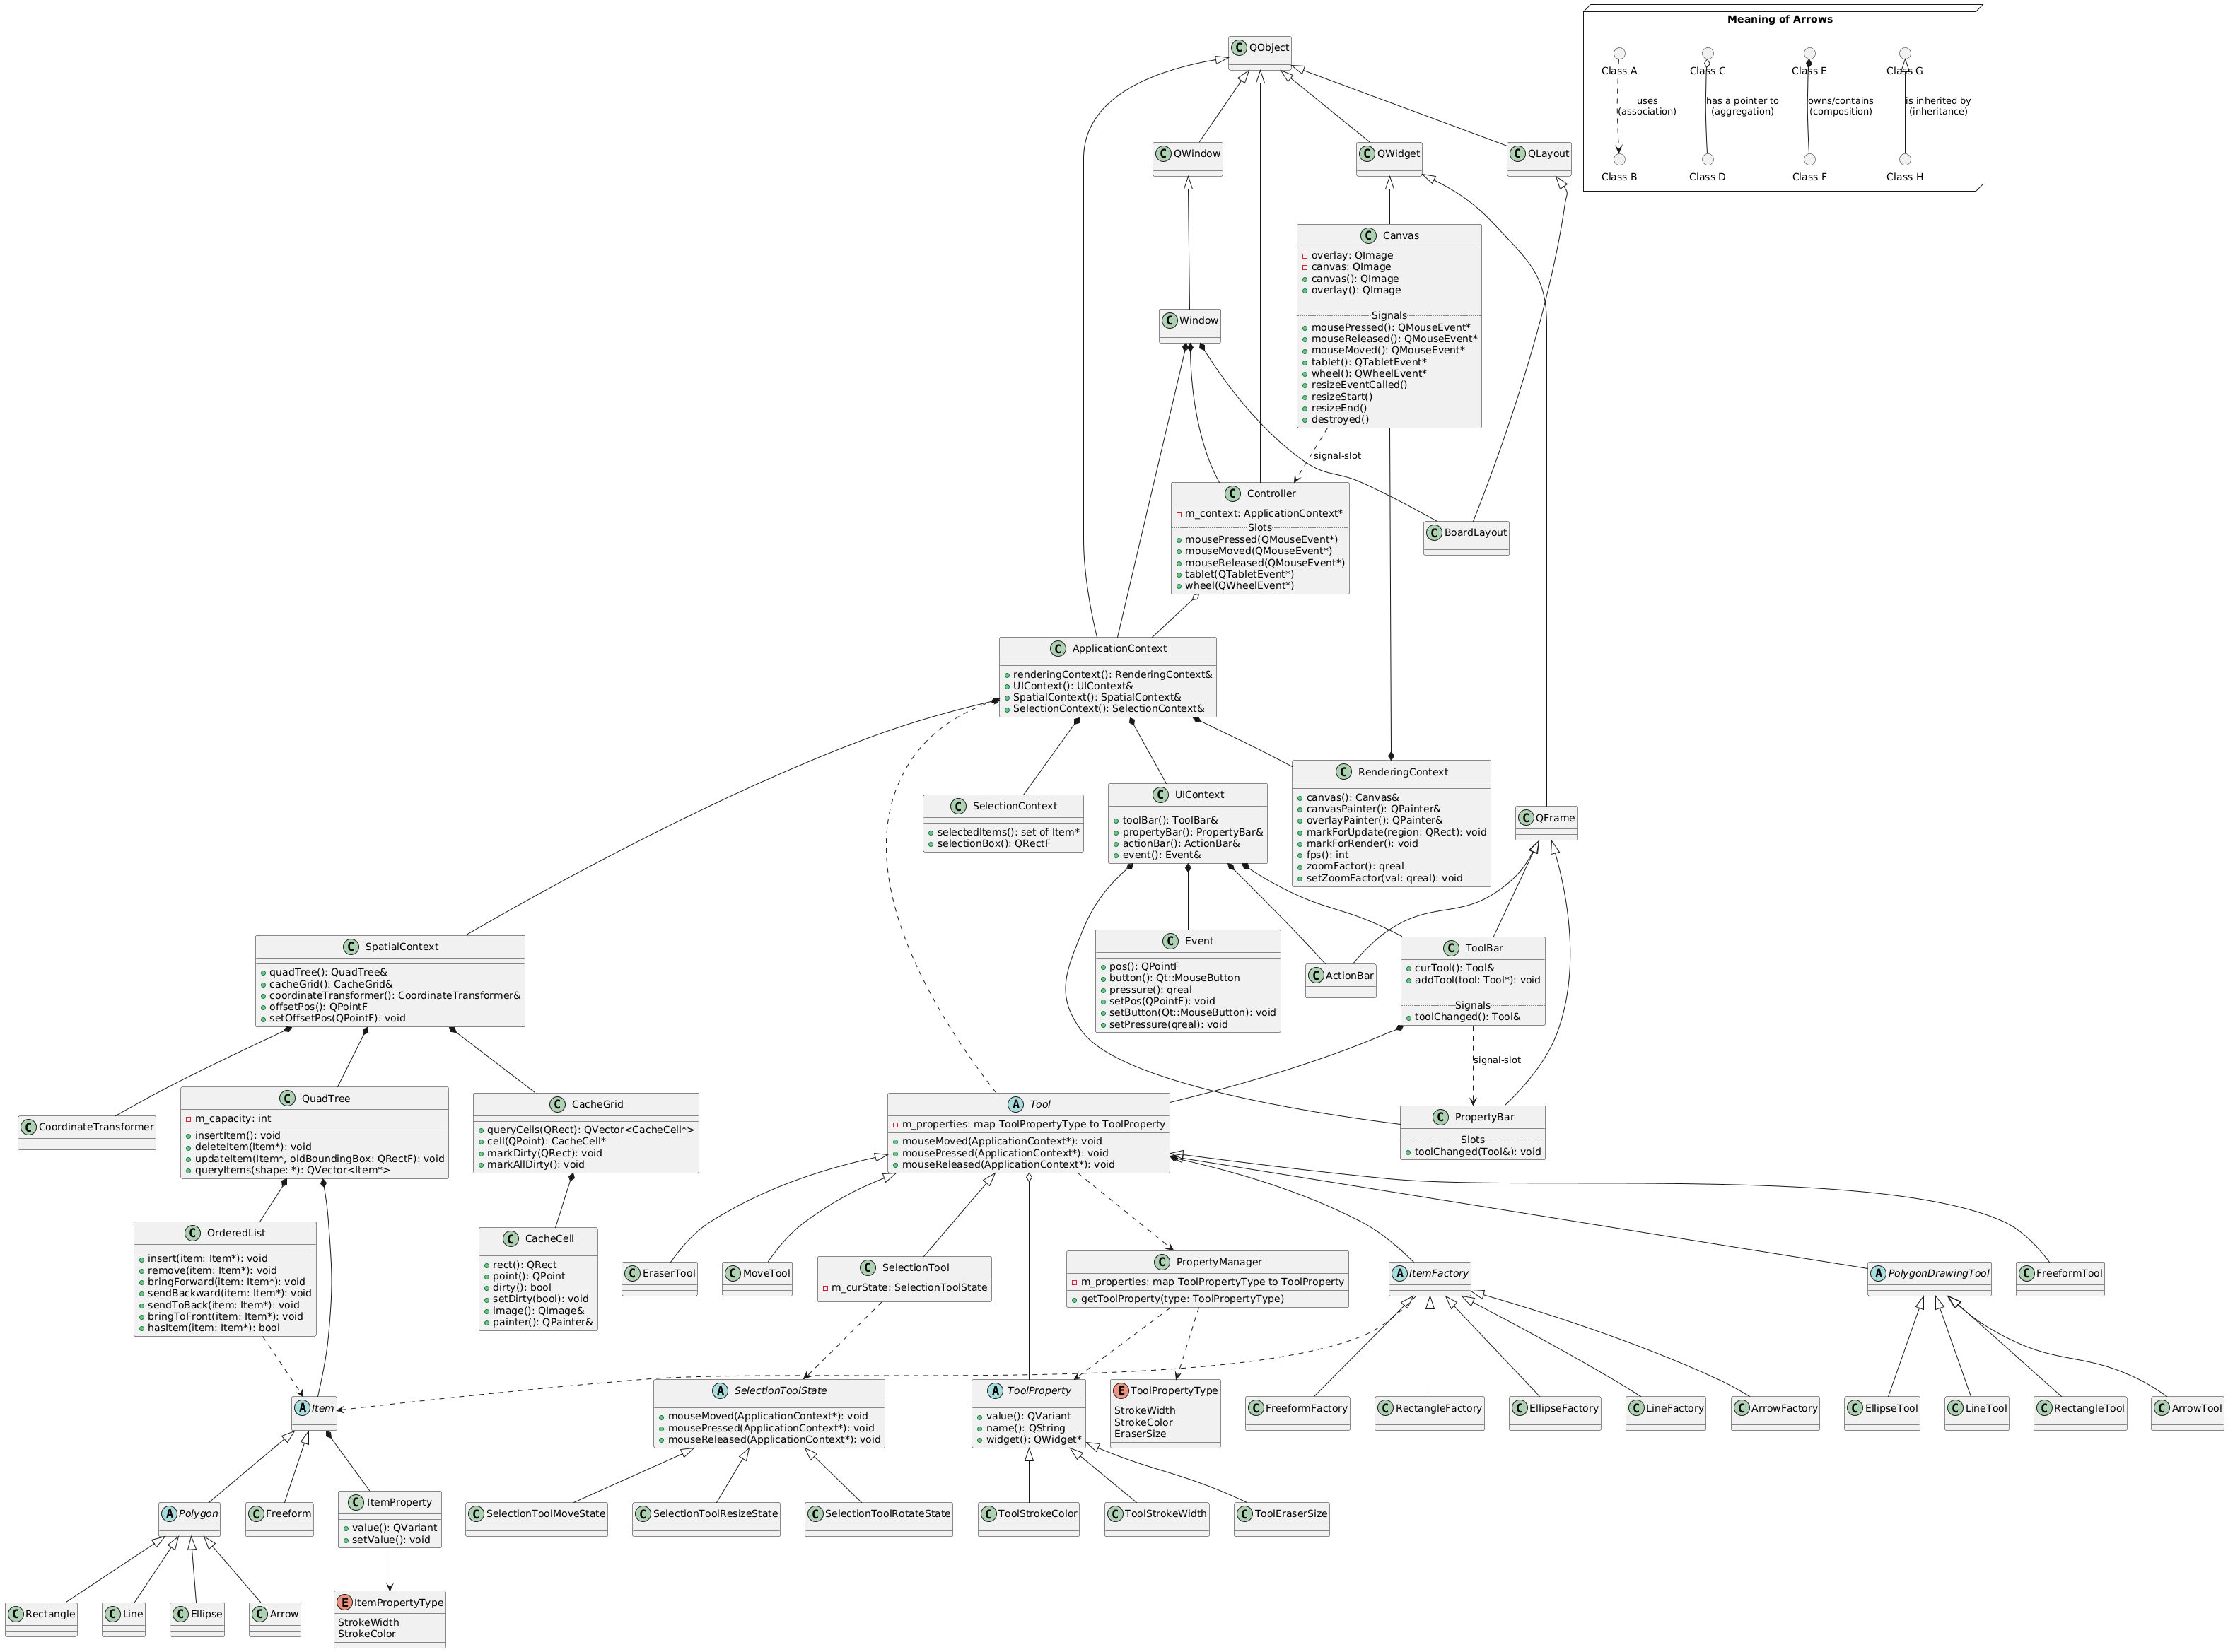 Meaning of Arrows
Class A
Class C
Class E
Class G
uses
(association)
has a pointer to
(aggregation)
owns/contains
(composition)
is inherited by
(inheritance)
Class B
Class D
Class F
Class H
C QObject
C QWindow
C QWidget
C QLayout
C Canvas
overlay: QImage
canvas: QImage
canvas(): QImage
overlay(): QImage
Signals
mousePressed(): QMouseEvent*
mouseReleased(): QMouseEvent*
mouseMoved(): QMouseEvent*
tablet(): QTabletEvent*
wheel(): QWheelEvent*
resizeEventCalled()
resizeStart()
resizeEnd()
destroyed()
C Window
signal-slot
C Controller
m_context: ApplicationContext*
Slots
mousePressed(QMouseEvent*)
mouseMoved(QMouseEvent*)
mouseReleased(QMouseEvent*)
tablet(QTabletEvent*)
wheel(QWheelEvent*)
C BoardLayout
C ApplicationContext
renderingContext(): RenderingContext&
UIContext(): UIContext&
SpatialContext(): SpatialContext&
SelectionContext(): SelectionContext&
C SelectionContext
selectedItems(): set of Item*
selectionBox(): QRectF
C UIContext
toolBar(): ToolBar&
propertyBar(): PropertyBar&
actionBar(): ActionBar&
event(): Event&
C RenderingContext
canvas(): Canvas&
canvasPainter(): QPainter&
overlayPainter(): QPainter&
markForUpdate(region: QRect): void
markForRender(): void
fps(): int
zoomFactor(): qreal
setZoomFactor(val: qreal): void
C QFrame
C SpatialContext
quadTree(): QuadTree&
cacheGrid(): CacheGrid&
coordinateTransformer(): CoordinateTransformer&
offsetPos(): QPointF
setOffsetPos(QPointF): void
C Event
pos(): QPointF
button(): Qt::MouseButton
pressure(): qreal
setPos(QPointF): void
setButton(Qt::MouseButton): void
setPressure(qreal): void
C ActionBar
C ToolBar
curTool(): Tool&
addTool(tool: Tool*): void
Signals
toolChanged(): Tool&
signal-slot
C CoordinateTransformer
C QuadTree
m_capacity: int
insertItem(): void
deleteItem(Item*): void
updateItem(Item*, oldBoundingBox: QRectF): void
queryItems(shape: *): QVector<Item*>
C CacheGrid
queryCells(QRect): QVector<CacheCell*>
cell(QPoint): CacheCell*
markDirty(QRect): void
markAllDirty(): void
A Tool
m_properties: map ToolPropertyType to ToolProperty
mouseMoved(ApplicationContext*): void
mousePressed(ApplicationContext*): void
mouseReleased(ApplicationContext*): void
C PropertyBar
Slots
toolChanged(Tool&): void
C OrderedList
insert(item: Item*): void
remove(item: Item*): void
bringForward(item: Item*): void
sendBackward(item: Item*): void
sendToBack(item: Item*): void
bringToFront(item: Item*): void
hasItem(item: Item*): bool
C CacheCell
rect(): QRect
point(): QPoint
dirty(): bool
setDirty(bool): void
image(): QImage&
painter(): QPainter&
C EraserTool
C MoveTool
C SelectionTool
m_curState: SelectionToolState
C PropertyManager
m_properties: map ToolPropertyType to ToolProperty
getToolProperty(type: ToolPropertyType)
A ItemFactory
A PolygonDrawingTool
C FreeformTool
A Item
A SelectionToolState
mouseMoved(ApplicationContext*): void
mousePressed(ApplicationContext*): void
mouseReleased(ApplicationContext*): void
A ToolProperty
value(): QVariant
name(): QString
widget(): QWidget*
E ToolPropertyType
StrokeWidth
StrokeColor
EraserSize
C FreeformFactory
C RectangleFactory
C EllipseFactory
C LineFactory
C ArrowFactory
C EllipseTool
C LineTool
C RectangleTool
C ArrowTool
A Polygon
C Freeform
C ItemProperty
value(): QVariant
setValue(): void
C SelectionToolMoveState
C SelectionToolResizeState
C SelectionToolRotateState
C ToolStrokeColor
C ToolStrokeWidth
C ToolEraserSize
C Rectangle
C Line
C Ellipse
C Arrow
E ItemPropertyType
StrokeWidth
StrokeColor